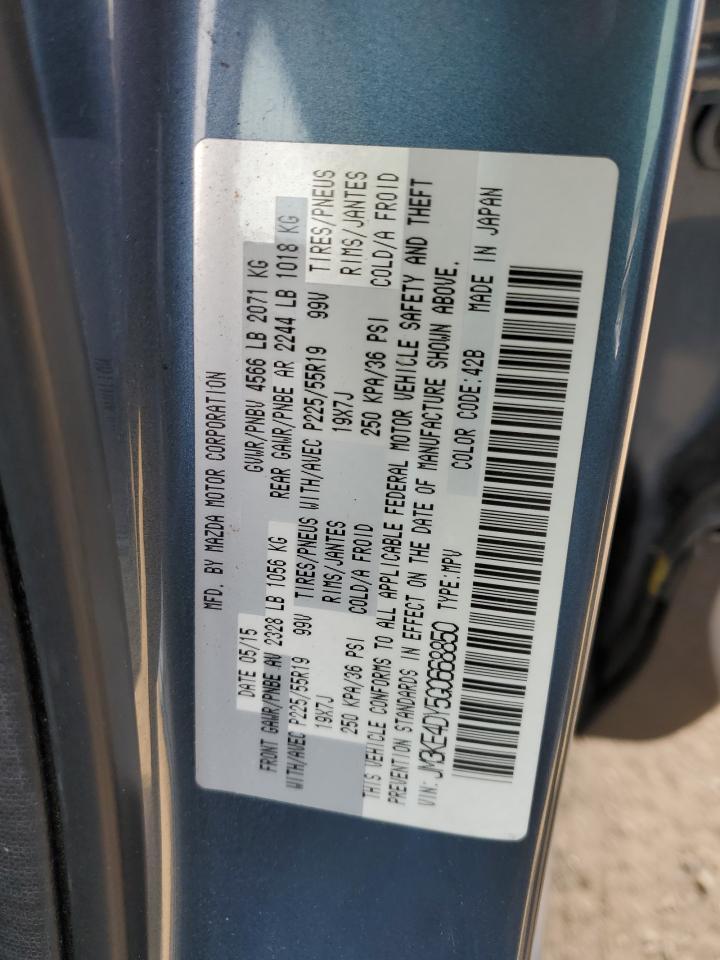 MFD. BY MAZDA MOTOR CORPORATION
DATE 05/15 GVWR/PNBV 4566 LB 2071 KG
FRONT GAWR/PNBE AV 2328 LB 1056 KG REAR GAWR/PNBE AR 2244 LB 1018 KG
WITH/AVEC P225/55R19 99V TIRES/PNEUS WITH/AVEC P225/55R19 99V TIRES/PNEUS
19X7J RIMS/JANTES 19X7J RIMS/JANTES
250 KPA/36 PSI COLD/A FROID 250 KPA/36 PSI COLD/A FROID
THIS VEHICLE CONFORMS TO ALL APPLICABLE FEDERAL MOTOR VEHICLE SAFETY AND THEFT
PREVENTION STANDARDS IN EFFECT ON THE DATE OF MANUFACTURE SHOWN ABOVE.
VIN: JM3KE4DY5G0668850 TYPE:MPV COLOR CODE:42B MADE IN JAPAN